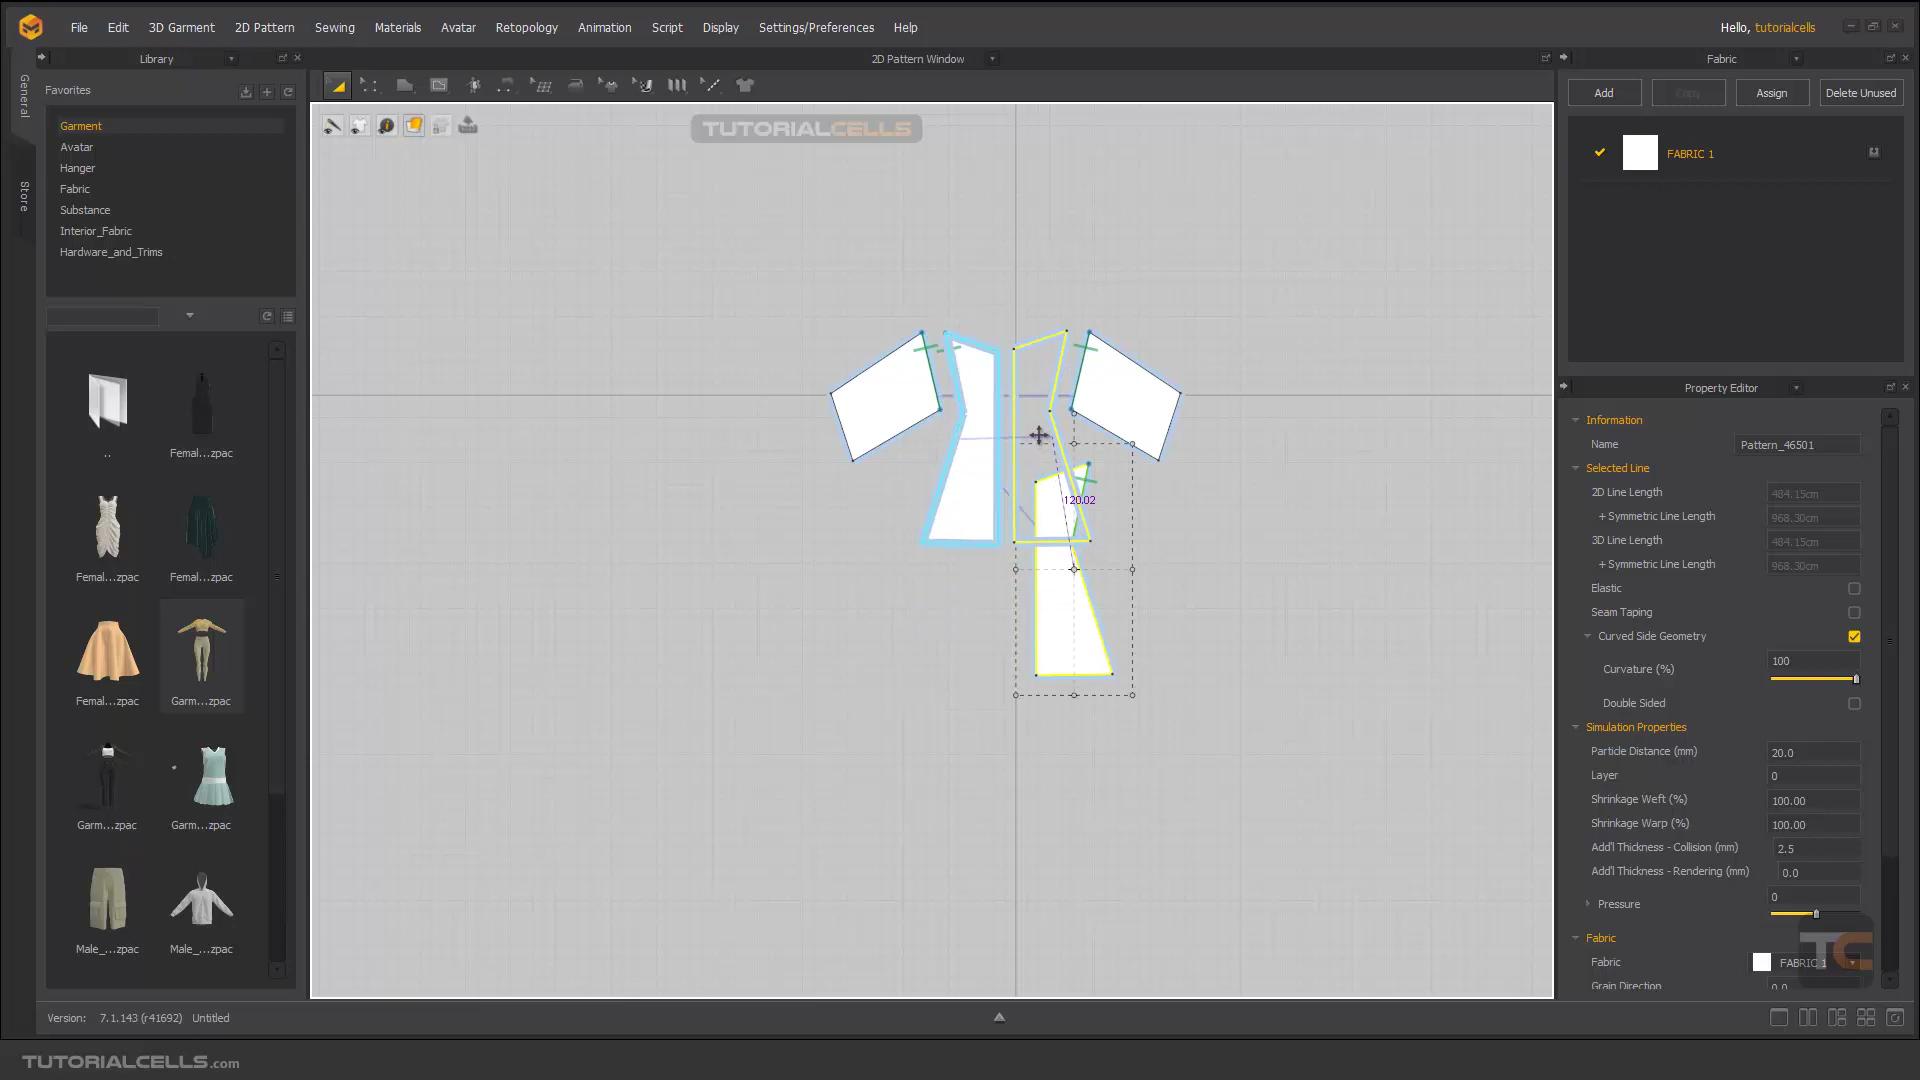 File Edit 3D Garment 2D Pattern Sewing Materials Avatar Retopology Animation Script Display Settings/Preferences Help Hello, tutorialcells
Library 2D Pattern Window Fabric
General
Store
Favorites
Garment
Avatar
Hanger
Fabric
Substance
Interior_Fabric
Hardware_and_Trims
..
Femal...zpac
Femal...zpac
Femal...zpac
Femal...zpac
Garm...zpac
Garm...zpac
Garm...zpac
Male_...zpac
Male_...zpac
TUTORIALCELLS
120.02
Add Copy Assign Delete Unused
FABRIC 1
Property Editor
Information
Name Pattern_46501
Selected Line
2D Line Length 484.15cm
+ Symmetric Line Length 968.30cm
3D Line Length 484.15cm
+ Symmetric Line Length 968.30cm
Elastic
Seam Taping
Curved Side Geometry
Curvature (%) 100
Double Sided
Simulation Properties
Particle Distance (mm) 20.0
Layer 0
Shrinkage Weft (%) 100.00
Shrinkage Warp (%) 100.00
Add'l Thickness - Collision (mm) 2.5
Add'l Thickness - Rendering (mm) 0.0
Pressure 0
Fabric
Fabric FABRIC 1
Grain Direction 0.0
TC
Version: 7.1.143 (r41692) Untitled
TUTORIALCELLS.com